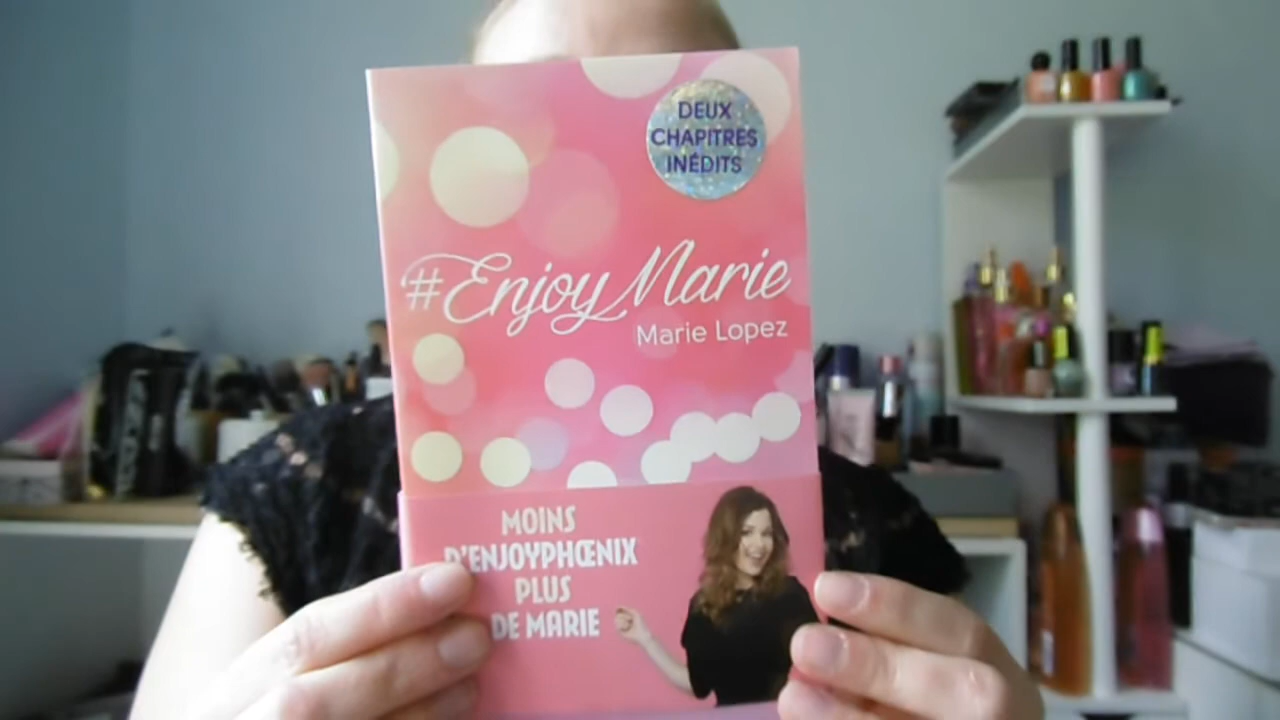 DEUX
CHAPITRES
INÉDITS
#EnjoyMarie
Marie Lopez
MOINS
D'ENJOYPHŒNIX
PLUS
DE MARIE